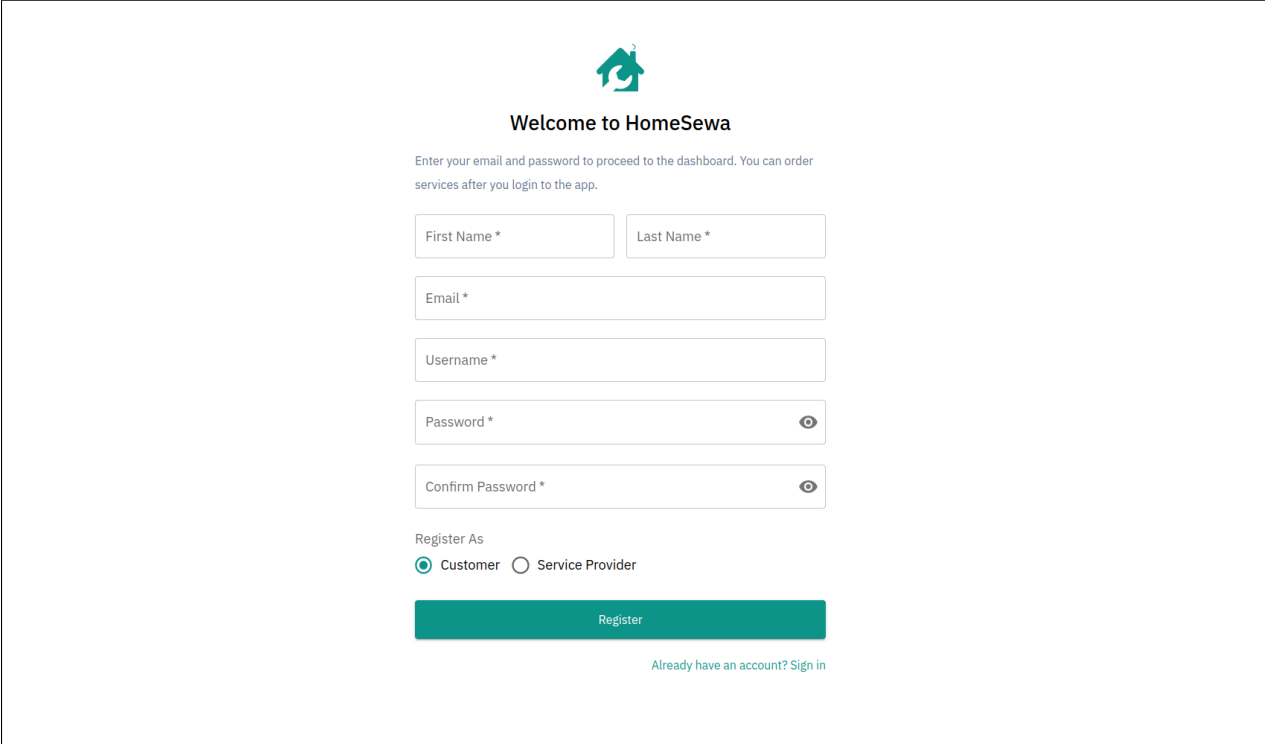 Welcome to HomeSewa
Enter your email and password to proceed to the dashboard. You can order
services after you login to the app.
First Name *
Last Name *
Email *
Username *
Password *
Confirm Password *
Register As
Customer
Service Provider
Register
Already have an account? Sign in